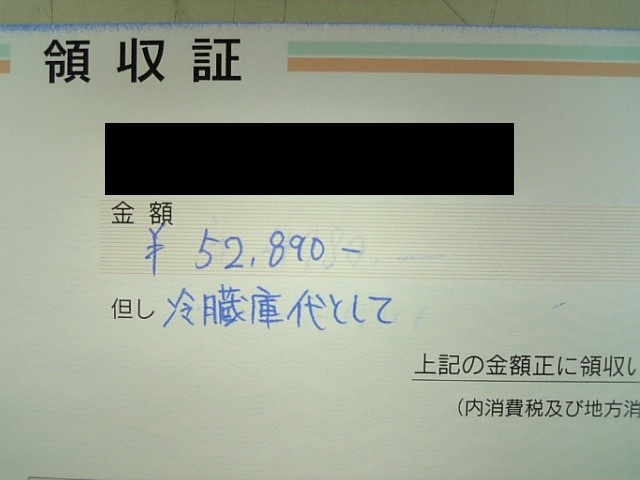 領収証
金額
¥ 52,890-
但し 冷蔵庫代として
上記の金額正に領収い
(内消費税及び地方消